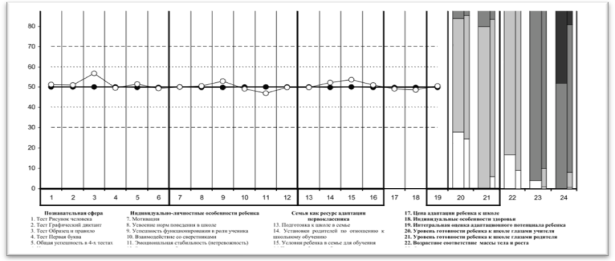 80
70
60
50
40
30
20
10
0
1 2 3 4 5 6 7 8 9 10 11 12 13 14 15 16 17 18 19 20 21 22 23 24
Познавательная сфера
1. Тест Рисунок человека
2. Тест Графический диктант
3. Тест Образец и правило
4. Тест Первая буква
5. Общая успешность в 4-х тестах
Индивидуально-личностные особенности ребенка
7. Мотивация
8. Усвоение норм поведения в школе
9. Успешность функционирования в роли ученика
10. Взаимодействие со сверстниками
11. Эмоциональная стабильность (тревожность)
Семья как ресурс адаптации
первоклассника
13. Подготовка к школе в семье
14. Установки родителей по отношению к
школьному обучению
15. Условия ребенка в семье для обучения
17. Цена адаптации ребенка к школе
18. Индивидуальные особенности здоровья
19. Интегральная оценка адаптационного потенциала ребенка
20. Уровень готовности ребенка к школе глазами учителя
21. Уровень готовности ребенка к школе глазами родителя
22. Возрастное соответствие массы тела и роста